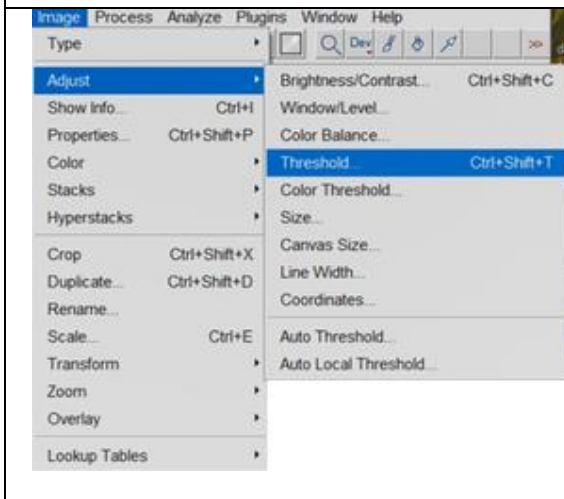 Image Process Analyze Plugins Window Help
Type
Dev
>>
Adjust
Show Info... Ctrl+I
Properties... Ctrl+Shift+P
Color
Stacks
Hyperstacks
Crop Ctrl+Shift+X
Duplicate... Ctrl+Shift+D
Rename...
Scale... Ctrl+E
Transform
Zoom
Overlay
Lookup Tables
Brightness/Contrast... Ctrl+Shift+C
Window/Level...
Color Balance...
Threshold... Ctrl+Shift+T
Color Threshold...
Size...
Canvas Size...
Line Width...
Coordinates...
Auto Threshold...
Auto Local Threshold...